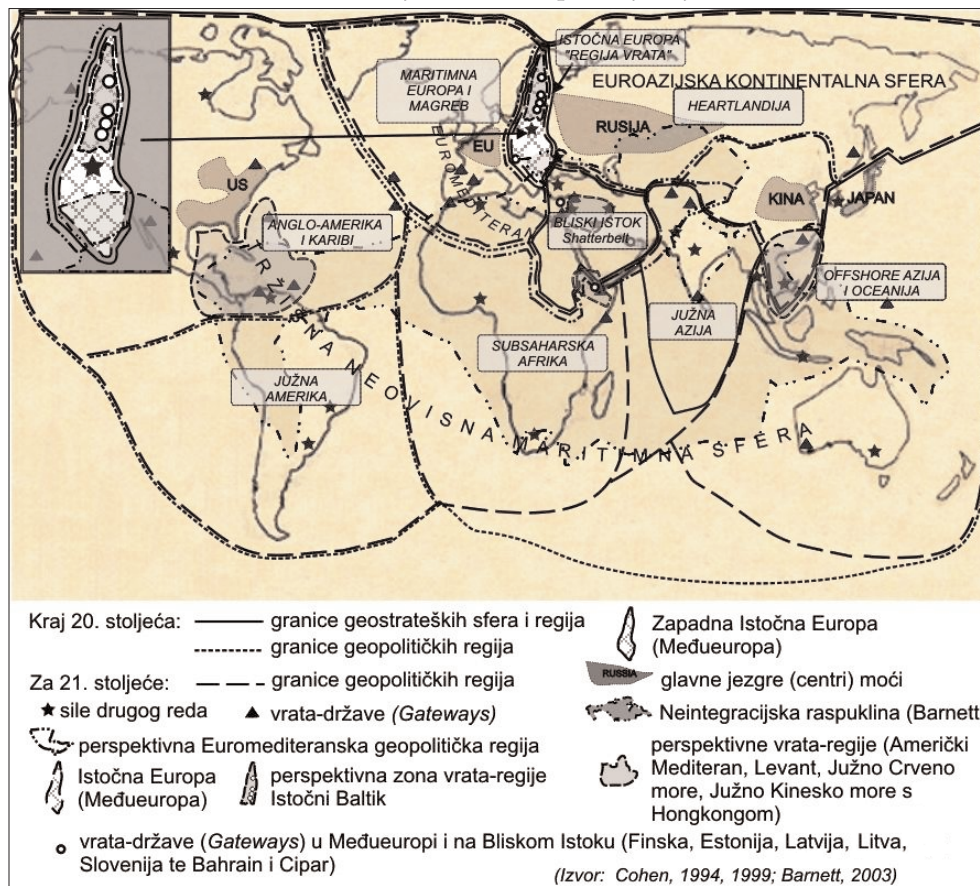 ISTOČNA EUROPA
"REGIJA VRATA"
MARITIMNA
EUROPA I
MAGREB
EUROAZIJSKA KONTINENTALNA SFERA
HEARTLANDIJA
RUSIJA
EU
EUROMEDITERAN
US
KINA
JAPAN
ANGLO-AMERIKA
I KARIBI
BLISKI ISTOK
Shatterbelt
OFFSHORE AZIJA
I OCEANIJA
JUŽNA
AZIJA
SUBSAHARSKA
AFRIKA
JUŽNA
AMERIKA
TRŽIŠNA NEOVISNA MARITIMNA SFERA
Kraj 20. stoljeća:
granice geostrateških sfera i regija
granice geopolitičkih regija
Za 21. stoljeće:
granice geopolitičkih regija
sile drugog reda
vrata-države (Gateways)
perspektivna Euromediteranska geopolitička regija
Istočna Europa
(Međueuropa)
perspektivna zona vrata-regije
Istočni Baltik
Zapadna Istočna Europa
(Međueuropa)
RUSSIA
glavne jezgre (centri) moći
Neintegracijska raspuklina (Barnett
perspektivne vrata-regije (Američki
Mediteran, Levant, Južno Crveno
more, Južno Kinesko more s
Hongkongom)
vrata-države (Gateways) u Međueuropi i na Bliskom Istoku (Finska, Estonija, Latvija, Litva,
Slovenija te Bahrain i Cipar)
(Izvor: Cohen, 1994, 1999; Barnett, 2003)